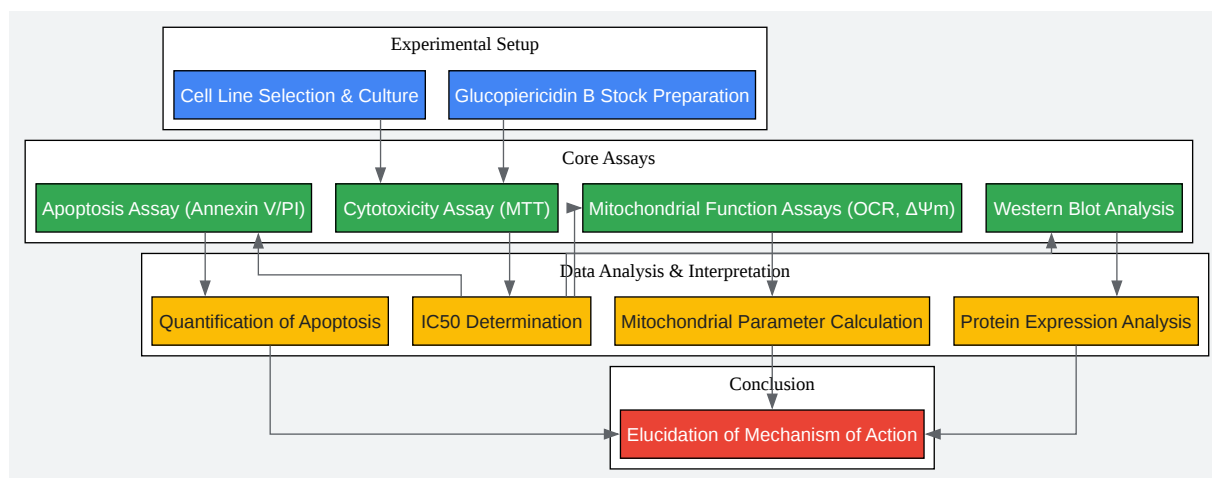 Experimental Setup
Cell Line Selection & Culture
Glucopiericidin B Stock Preparation
Core Assays
Apoptosis Assay (Annexin V/PI)
Cytotoxicity Assay (MTT)
Mitochondrial Function Assays (OCR, ΔΨm)
Western Blot Analysis
Data Analysis & Interpretation
Quantification of Apoptosis
IC50 Determination
Mitochondrial Parameter Calculation
Protein Expression Analysis
Conclusion
Elucidation of Mechanism of Action